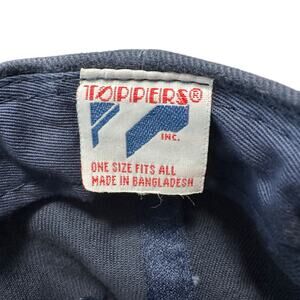 TOPPERS®
INC.
ONE SIZE FITS ALL
MADE IN BANGLADESH